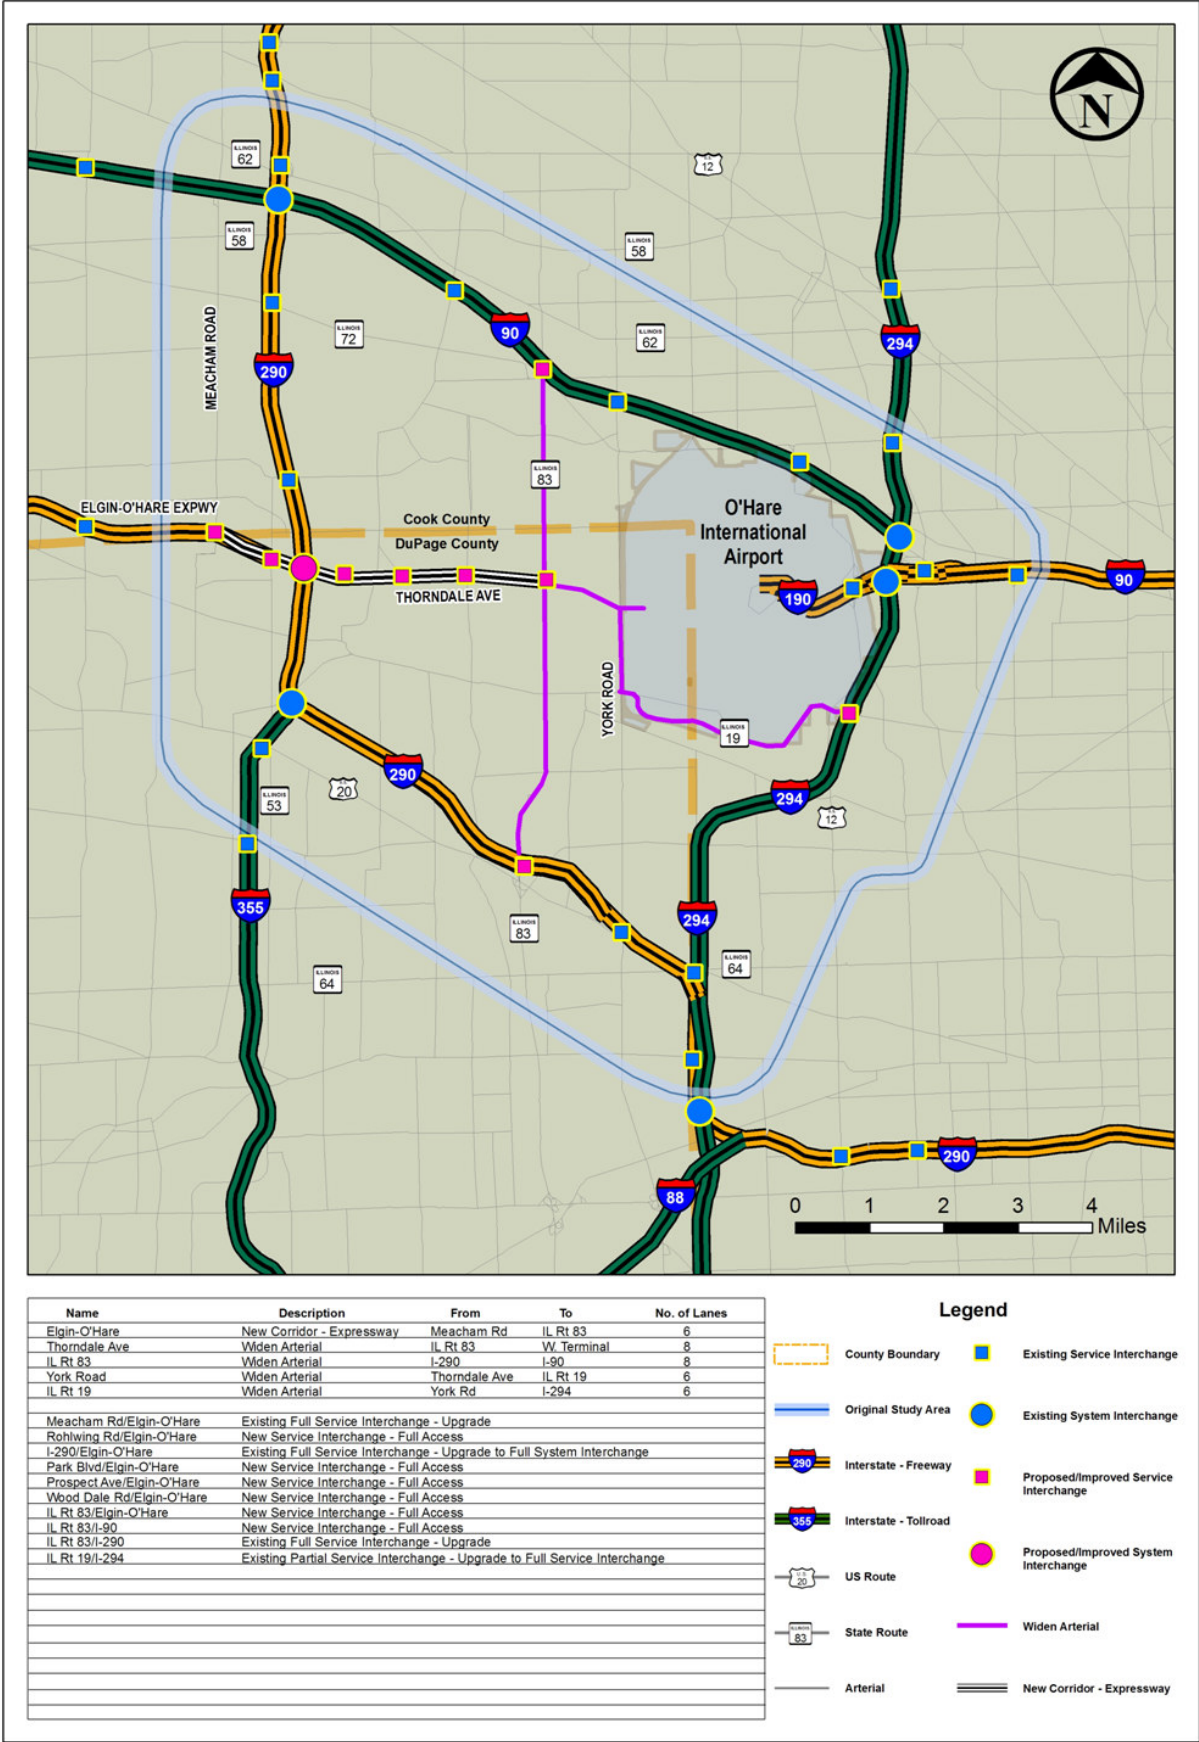 N
ILLINOIS
62
U.S.
12
ILLINOIS
58
ILLINOIS
58
MEACHAM ROAD
ILLINOIS
72
90
ILLINOIS
62
294
290
ILLINOIS
83
ELGIN-O'HARE EXPWY
Cook County
DuPage County
O'Hare
International
Airport
THORNDALE AVE
190
90
YORK ROAD
ILLINOIS
19
290
U.S.
20
ILLINOIS
53
294
U.S.
12
355
294
ILLINOIS
83
ILLINOIS
64
ILLINOIS
64
290
88
0 1 2 3 4
Miles
Name Description From To No. of Lanes
Elgin-O'Hare New Corridor - Expressway Meacham Rd IL Rt 83 6
Thorndale Ave Widen Arterial IL Rt 83 W. Terminal 8
IL Rt 83 Widen Arterial I-290 I-90 8
York Road Widen Arterial Thorndale Ave IL Rt 19 6
IL Rt 19 Widen Arterial York Rd I-294 6
Meacham Rd/Elgin-O'Hare Existing Full Service Interchange - Upgrade
Rohlwing Rd/Elgin-O'Hare New Service Interchange - Full Access
I-290/Elgin-O'Hare Existing Full Service Interchange - Upgrade to Full System Interchange
Park Blvd/Elgin-O'Hare New Service Interchange - Full Access
Prospect Ave/Elgin-O'Hare New Service Interchange - Full Access
Wood Dale Rd/Elgin-O'Hare New Service Interchange - Full Access
IL Rt 83/Elgin-O'Hare New Service Interchange - Full Access
IL Rt 83/I-90 New Service Interchange - Full Access
IL Rt 83/I-290 Existing Full Service Interchange - Upgrade
IL Rt 19/I-294 Existing Partial Service Interchange - Upgrade to Full Service Interchange
Legend
County Boundary
Existing Service Interchange
Original Study Area
Existing System Interchange
290
Interstate - Freeway
Proposed/Improved Service
Interchange
355
Interstate - Tollroad
Proposed/Improved System
Interchange
U.S.
20
US Route
ILLINOIS
83
State Route
Widen Arterial
Arterial
New Corridor - Expressway